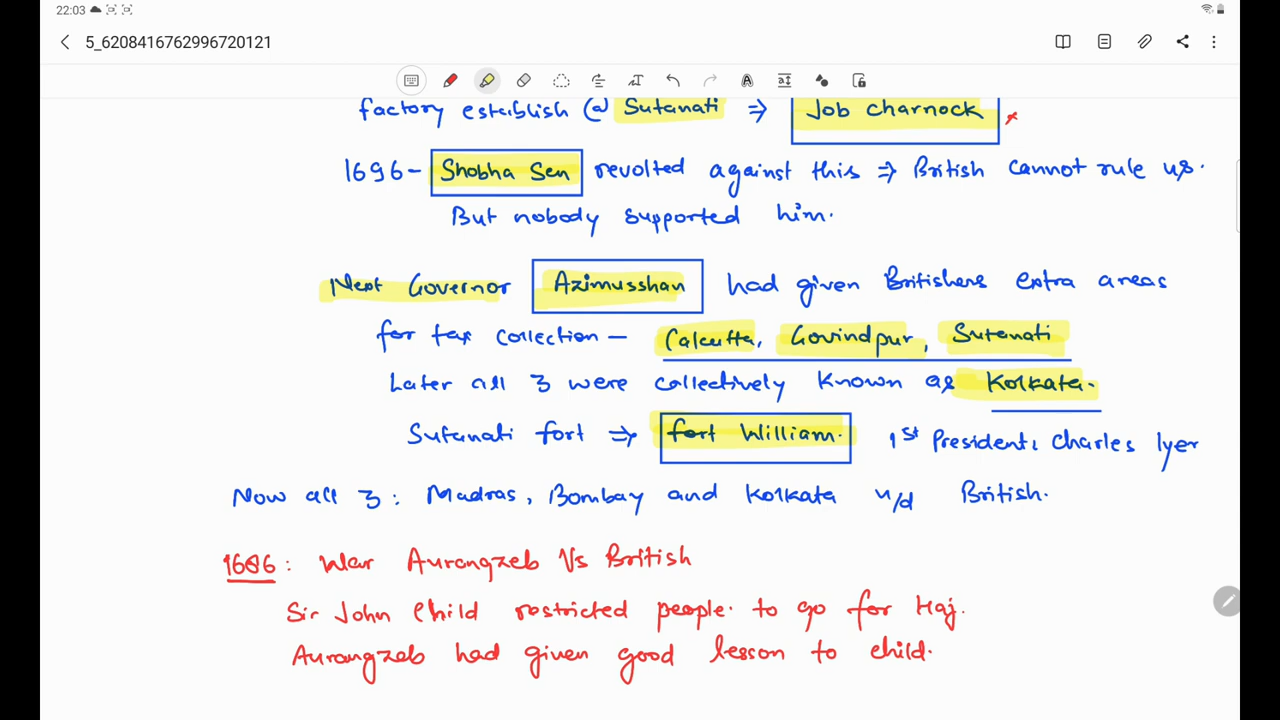 22:03
5_6208416762996720121
factory establish @ Sutanati ⇒ Job Charnock
1696- Shobha Sen revolted against this ⇒ British cannot rule us.
But nobody supported him.
Next Governor Azimusshan had given Britishers extra areas
for tax collection - Calcutta, Govindpur, Sutanati
Later all 3 were collectively known as Kolkata.
Sutanati fort ⇒ fort William. 1st President: Charles Iyer
Now all 3: Madras, Bombay and Kolkata u/d British.
1686: War Aurangzeb Vs British
Sir John Child restricted people to go for Haj.
Aurangzeb had given good lesson to child.